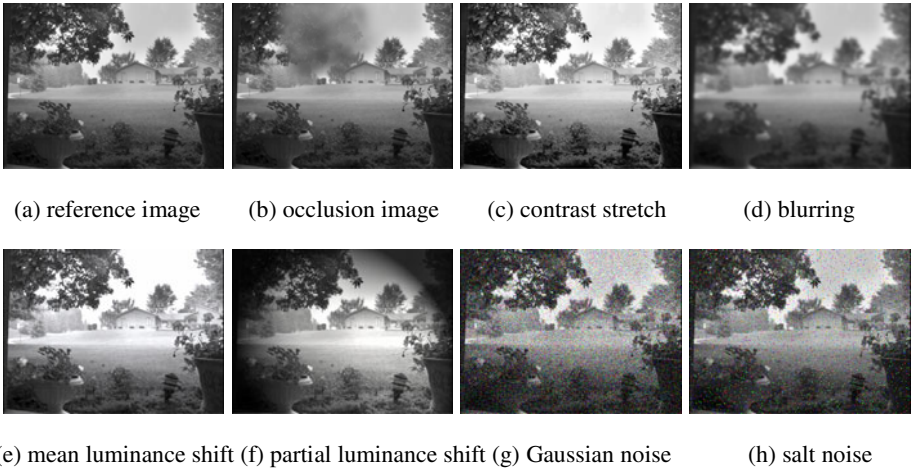 (a) reference image (b) occlusion image (c) contrast stretch (d) blurring
(e) mean luminance shift (f) partial luminance shift (g) Gaussian noise (h) salt noise